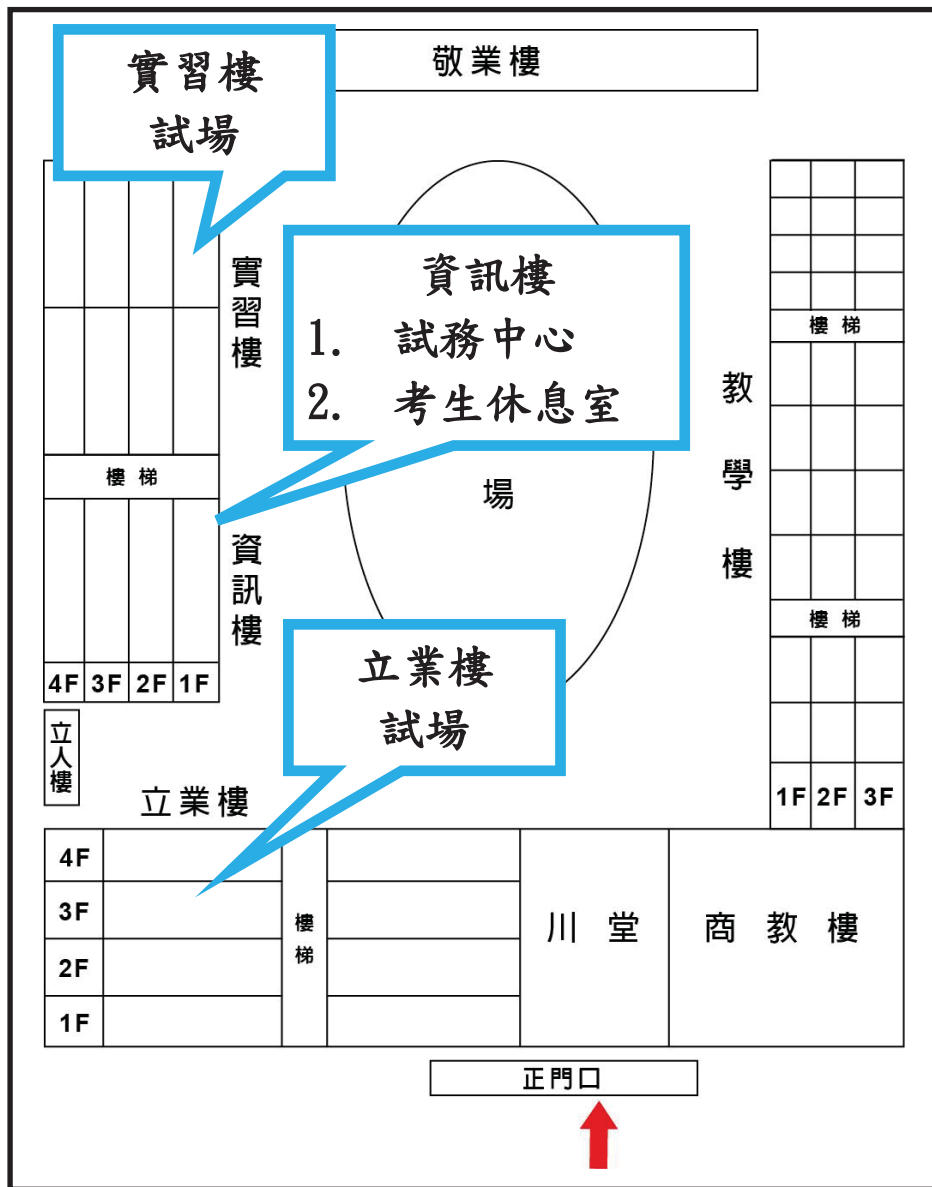 敬業樓
實習樓
試場
實習樓
資訊樓
1. 試務中心
2. 考生休息室
樓梯
教學樓
樓梯
場
資訊樓
樓梯
立業樓
試場
4F 3F 2F 1F
立人樓
1F 2F 3F
立業樓
4F
3F
2F
1F
樓梯
川堂
商教樓
正門口